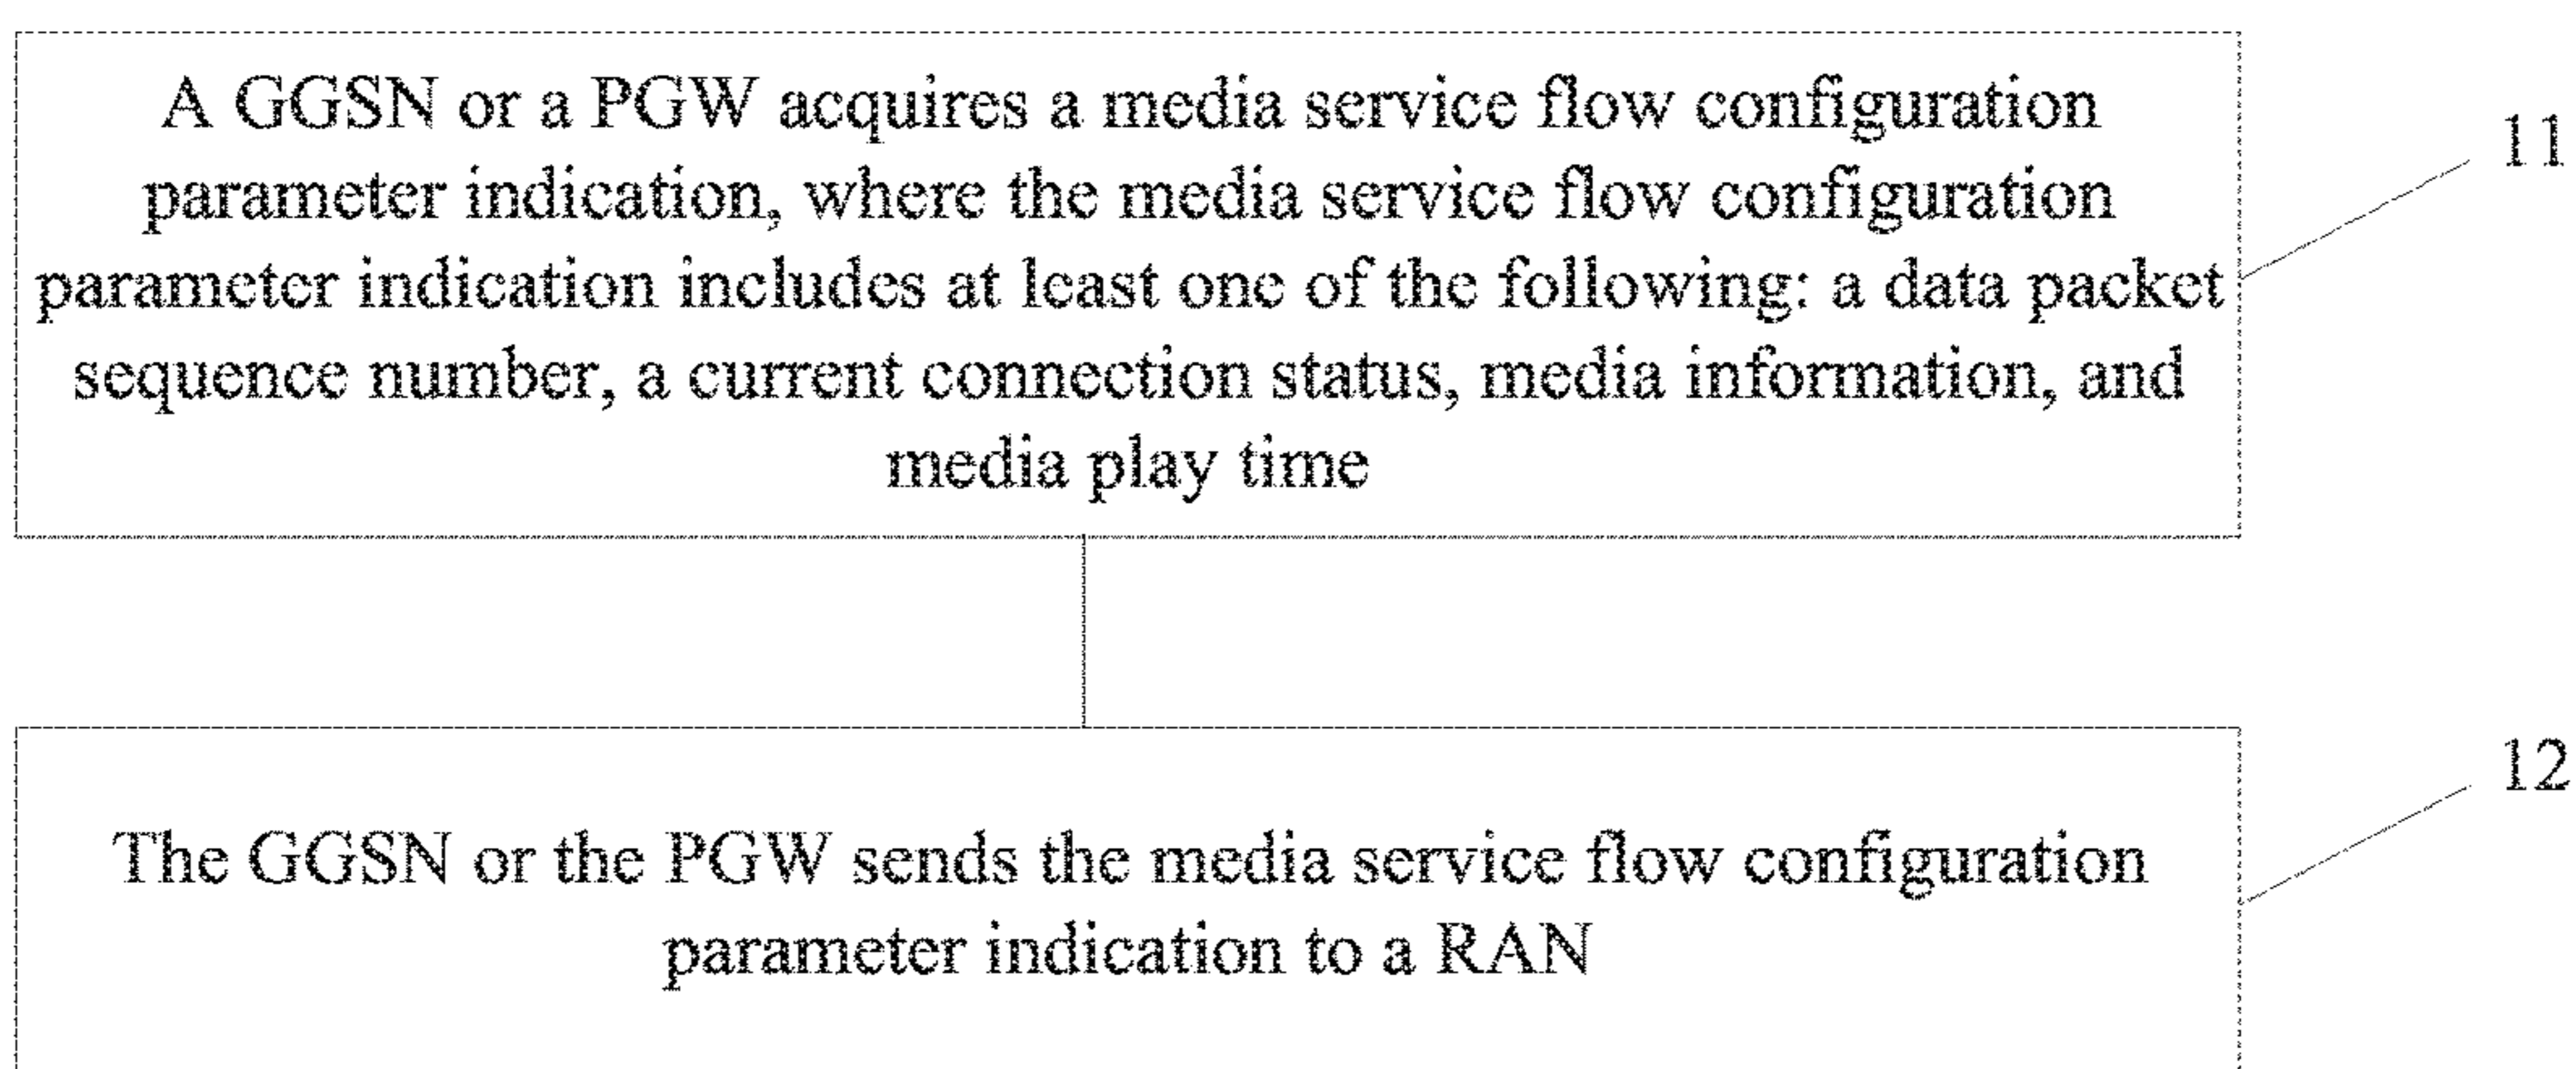 A GGSN or a PGW acquires a media service flow configuration
parameter indication, where the media service flow configuration
parameter indication includes at least one of the following: a data packet
sequence number, a current connection status, media information, and
media play time
11
The GGSN or the PGW sends the media service flow configuration
parameter indication to a RAN
12